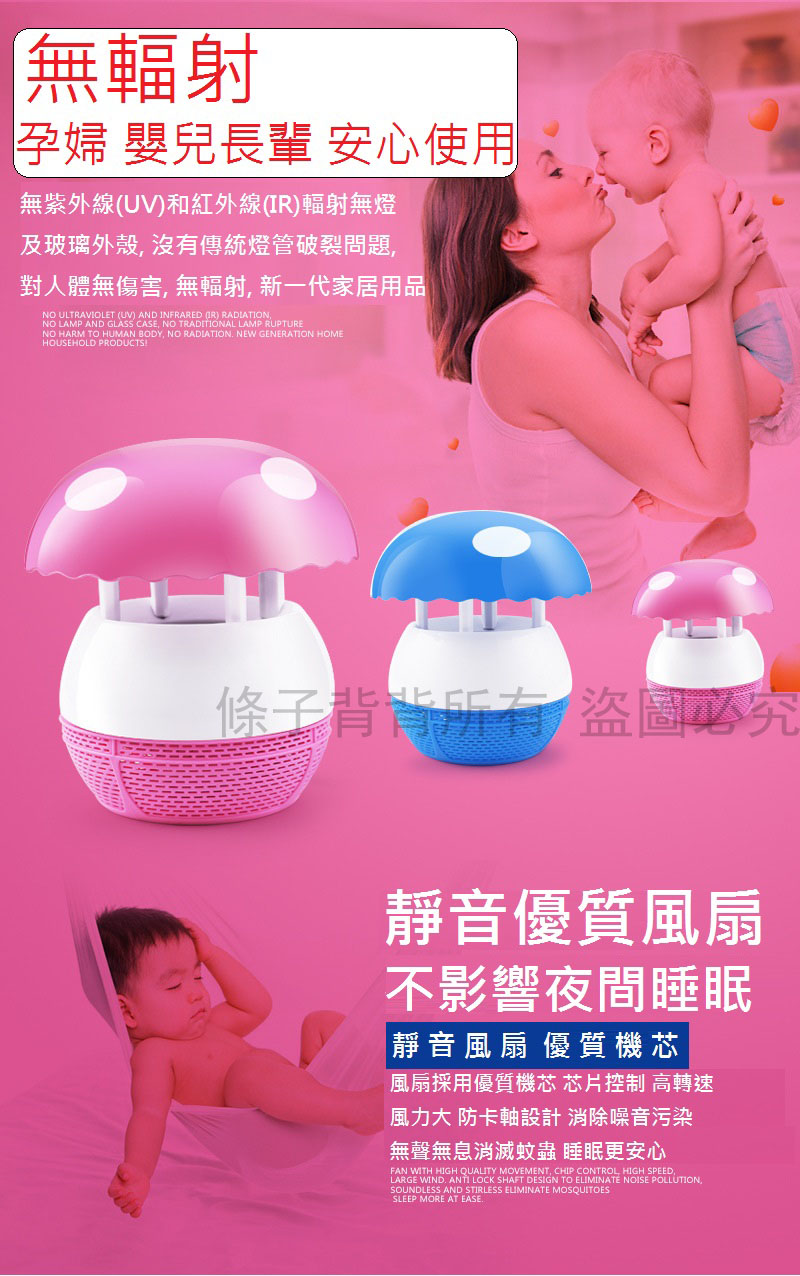 無輻射
孕婦 嬰兒長輩 安心使用
無紫外線(UV)和紅外線(IR)輻射無燈
及玻璃外殼, 沒有傳統燈管破裂問題,
對人體無傷害, 無輻射, 新一代家居用品
NO ULTRAVIOLET (UV) AND INFRARED (IR) RADIATION,
NO LAMP AND GLASS CASE, NO TRADITIONAL LAMP RUPTURE
NO HARM TO HUMAN BODY, NO RADIATION. NEW GENERATION HOME
HOUSEHOLD PRODUCTS!
條子背背所有 盜圖必究
靜音優質風扇
不影響夜間睡眠
靜音風扇 優質機芯
風扇採用優質機芯 芯片控制 高轉速
風力大 防卡軸設計 消除噪音污染
無聲無息消滅蚊蟲 睡眠更安心
FAN WITH HIGH QUALITY MOVEMENT, CHIP CONTROL, HIGH SPEED,
LARGE WIND. ANTI LOCK SHAFT DESIGN TO ELIMINATE NOISE POLLUTION,
SOUNDLESS AND STIRLESS ELIMINATE MOSQUITOES
SLEEP MORE AT EASE.